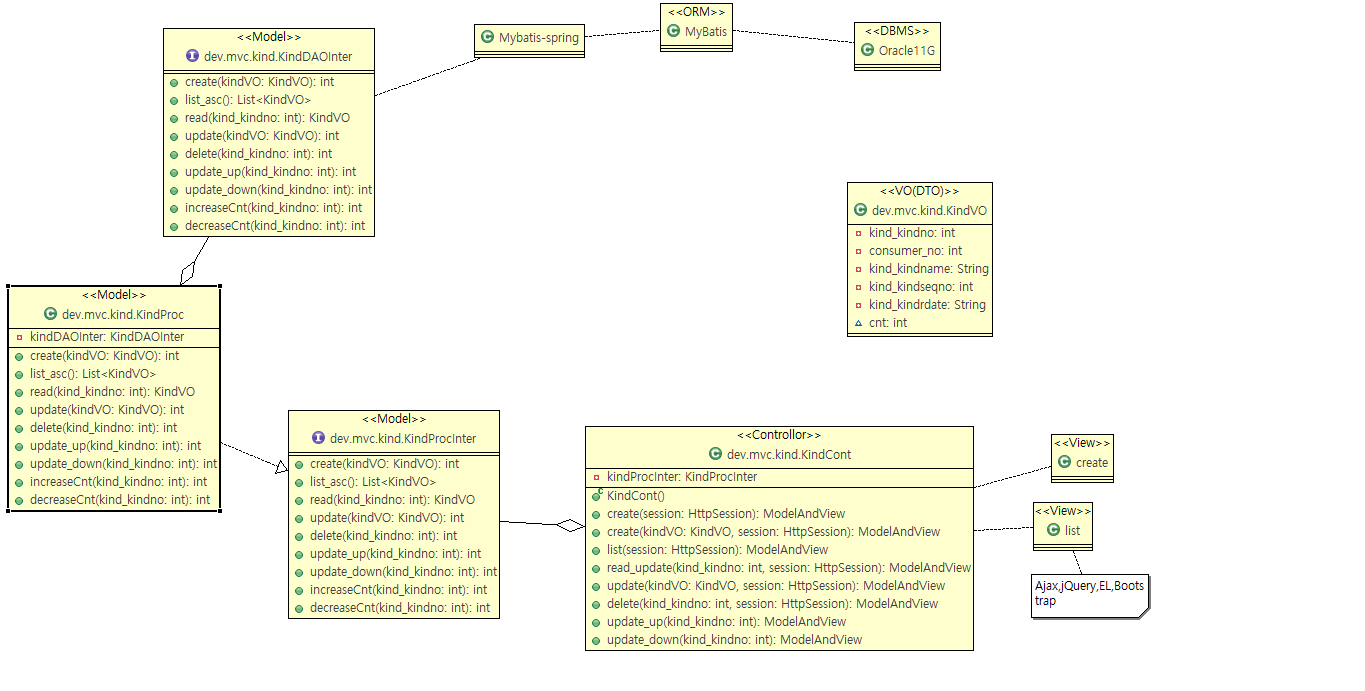 <<Model>>
dev.mvc.kind.KindDAOInter
create(kindVO: KindVO): int
list_asc(): List<KindVO>
read(kind_kindno: int): KindVO
update(kindVO: KindVO): int
delete(kind_kindno: int): int
update_up(kind_kindno: int): int
update_down(kind_kindno: int): int
increaseCnt(kind_kindno: int): int
decreaseCnt(kind_kindno: int): int
Mybatis-spring
<<ORM>>
MyBatis
<<DBMS>>
Oracle11G
<<VO(DTO)>>
dev.mvc.kind.KindVO
kind_kindno: int
consumer_no: int
kind_kindname: String
kind_kindseqno: int
kind_kindrdate: String
cnt: int
<<Model>>
dev.mvc.kind.KindProc
kindDAOInter: KindDAOInter
create(kindVO: KindVO): int
list_asc(): List<KindVO>
read(kind_kindno: int): KindVO
update(kindVO: KindVO): int
delete(kind_kindno: int): int
update_up(kind_kindno: int): int
update_down(kind_kindno: int): int
increaseCnt(kind_kindno: int): int
decreaseCnt(kind_kindno: int): int
<<Model>>
dev.mvc.kind.KindProcInter
create(kindVO: KindVO): int
list_asc(): List<KindVO>
read(kind_kindno: int): KindVO
update(kindVO: KindVO): int
delete(kind_kindno: int): int
update_up(kind_kindno: int): int
update_down(kind_kindno: int): int
increaseCnt(kind_kindno: int): int
decreaseCnt(kind_kindno: int): int
<<Controllor>>
dev.mvc.kind.KindCont
kindProcInter: KindProcInter
KindCont()
create(session: HttpSession): ModelAndView
create(kindVO: KindVO, session: HttpSession): ModelAndView
list(session: HttpSession): ModelAndView
read_update(kind_kindno: int, session: HttpSession): ModelAndView
update(kindVO: KindVO, session: HttpSession): ModelAndView
delete(kind_kindno: int, session: HttpSession): ModelAndView
update_up(kind_kindno: int): ModelAndView
update_down(kind_kindno: int): ModelAndView
<<View>>
create
<<View>>
list
Ajax,jQuery,EL,Boots
trap